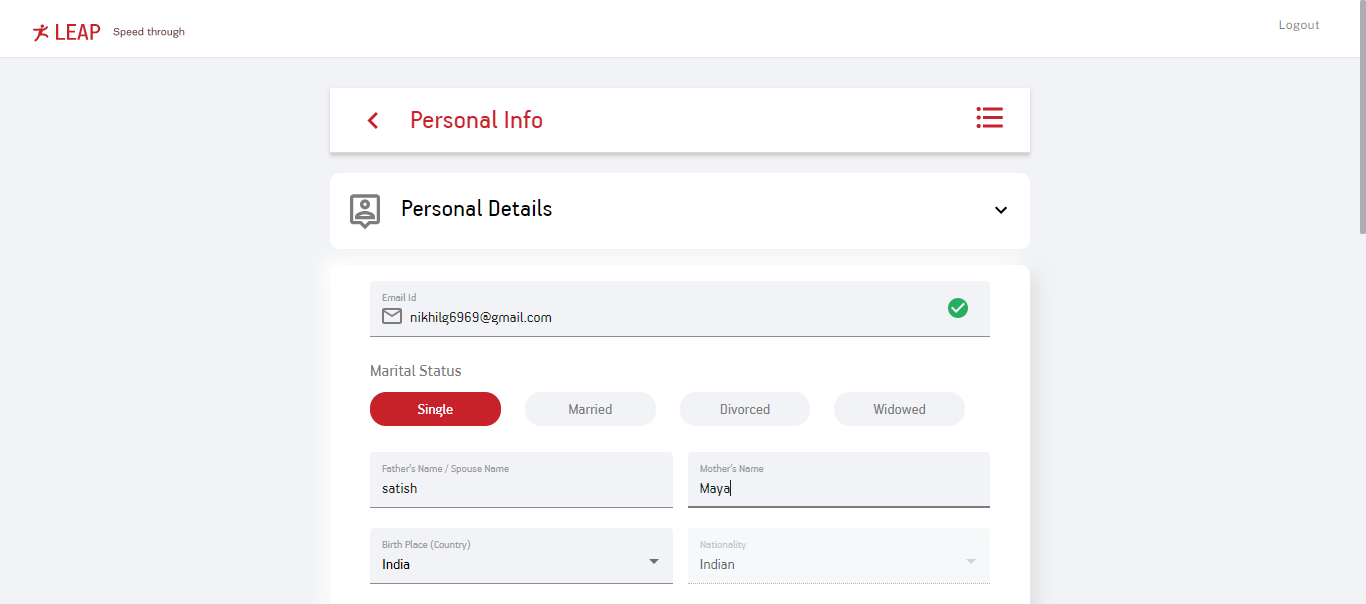 LEAP Speed through Logout
Personal Info
Personal Details
Email Id
nikhilg6969@gmail.com
Marital Status
Single Married Divorced Widowed
Father's Name / Spouse Name
satish
Mother's Name
Maya
Birth Place (Country)
India
Nationality
Indian